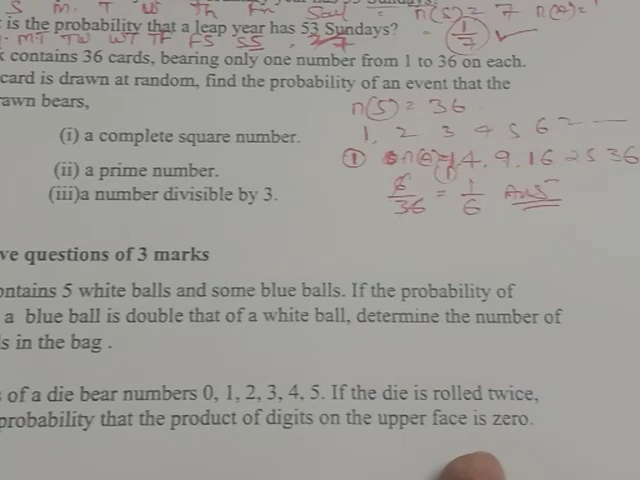 S M T W Th Fri Sat n(S) = 7
is the probability that a leap year has 53 Sundays? = 1/7 ✓
MT TW WT TF FS SS 2/7
contains 36 cards, bearing only one number from 1 to 36 on each.
card is drawn at random, find the probability of an event that the
rawn bears,
n(S) = 36
(i) a complete square number. 1, 2 3 4 5 6
(ii) a prime number. ① n(e)=1,4,9,16 25 36
(iii)a number divisible by 3. 6/36 = 1/6 Ans
ve questions of 3 marks
ontains 5 white balls and some blue balls. If the probability of
a blue ball is double that of a white ball, determine the number of
s in the bag .
s of a die bear numbers 0, 1, 2, 3, 4, 5. If the die is rolled twice,
probability that the product of digits on the upper face is zero.